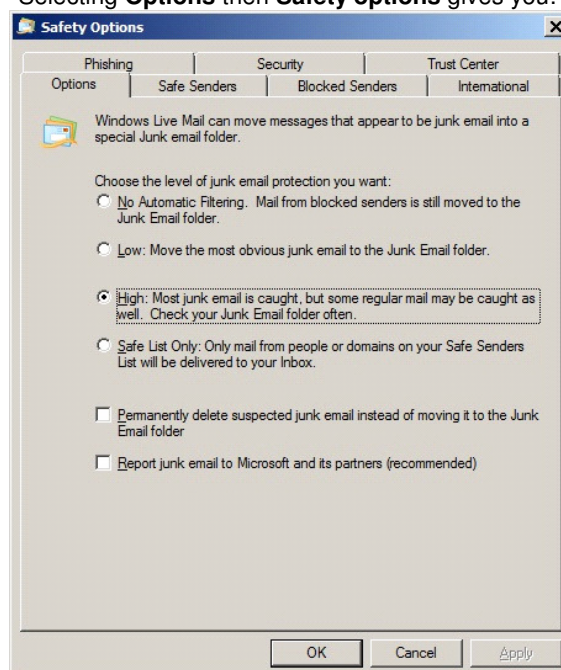 Selecting Options then Safety options gives you:
Safety Options
Phishing Security Trust Center
Options Safe Senders Blocked Senders International
Windows Live Mail can move messages that appear to be junk email into a
special Junk email folder.
Choose the level of junk email protection you want:
No Automatic Filtering. Mail from blocked senders is still moved to the
Junk Email folder.
Low: Move the most obvious junk email to the Junk Email folder.
High: Most junk email is caught, but some regular mail may be caught as
well. Check your Junk Email folder often.
Safe List Only: Only mail from people or domains on your Safe Senders
List will be delivered to your Inbox.
Permanently delete suspected junk email instead of moving it to the Junk
Email folder
Report junk email to Microsoft and its partners (recommended)
OK Cancel Apply